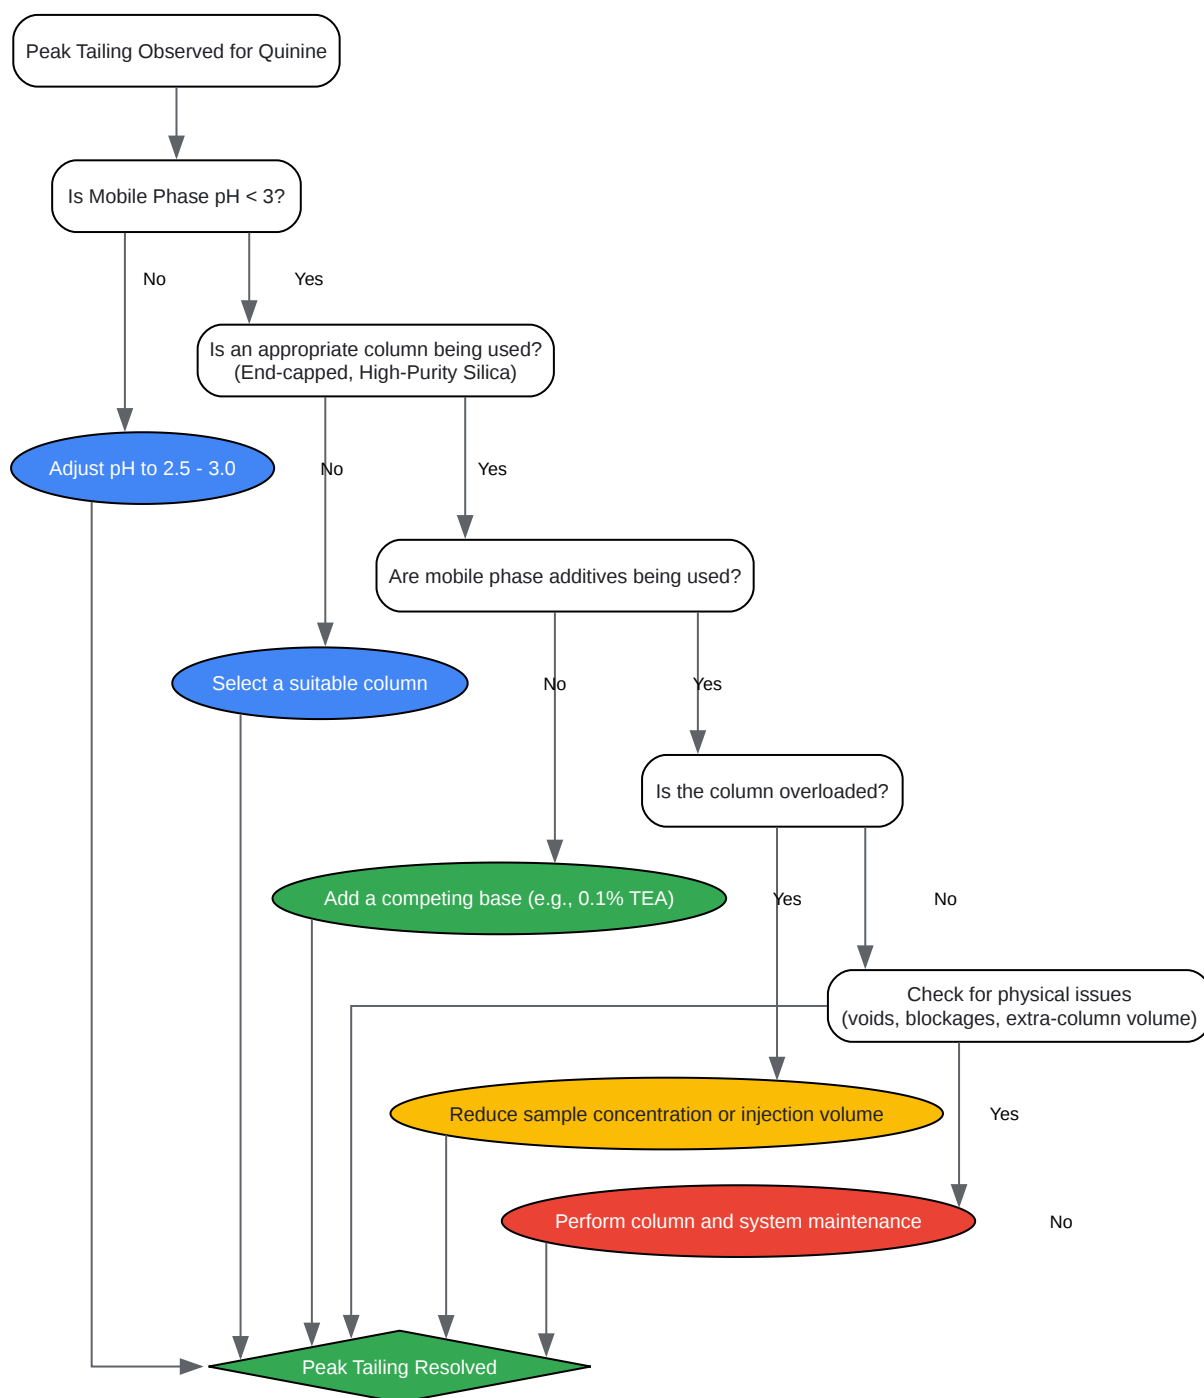 Peak Tailing Observed for Quinine
Is Mobile Phase pH < 3?
No
Yes
Is an appropriate column being used?
(End-capped, High-Purity Silica)
Adjust pH to 2.5 - 3.0
No
Yes
Are mobile phase additives being used?
Select a suitable column
No
Yes
Is the column overloaded?
Add a competing base (e.g., 0.1% TEA)
Yes
No
Check for physical issues
(voids, blockages, extra-column volume)
Reduce sample concentration or injection volume
Yes
Perform column and system maintenance
No
Peak Tailing Resolved